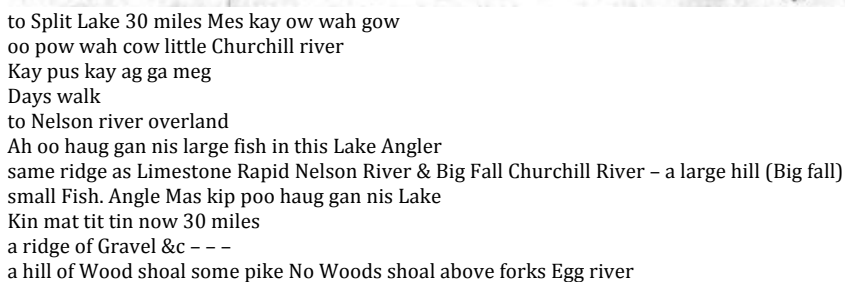 to Split Lake 30 miles Mes kay ow wah gow
oo pow wah cow little Churchill river
Kay pus kay ag ga meg
Days walk
to Nelson river overland
Ah oo haug gan nis large fish in this Lake Angler
same ridge as Limestone Rapid Nelson River & Big Fall Churchill River – a large hill (Big fall)
small Fish. Angle Mas kip poo haug gan nis Lake
Kin mat tit tin now 30 miles
a ridge of Gravel &c – – –
a hill of Wood shoal some pike No Woods shoal above forks Egg river